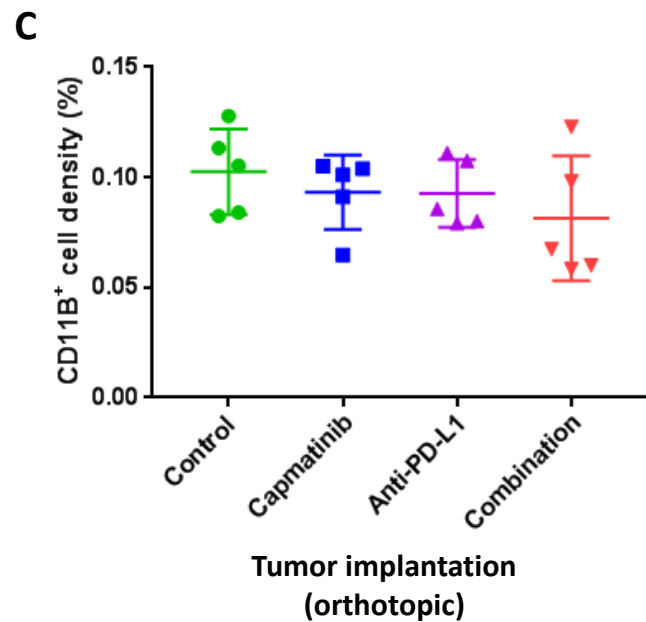 C
CD11B⁺ cell density (%)
0.15
0.10
0.05
0.00
Control
Capmatinib
Anti-PD-L1
Combination
Tumor implantation
(orthotopic)